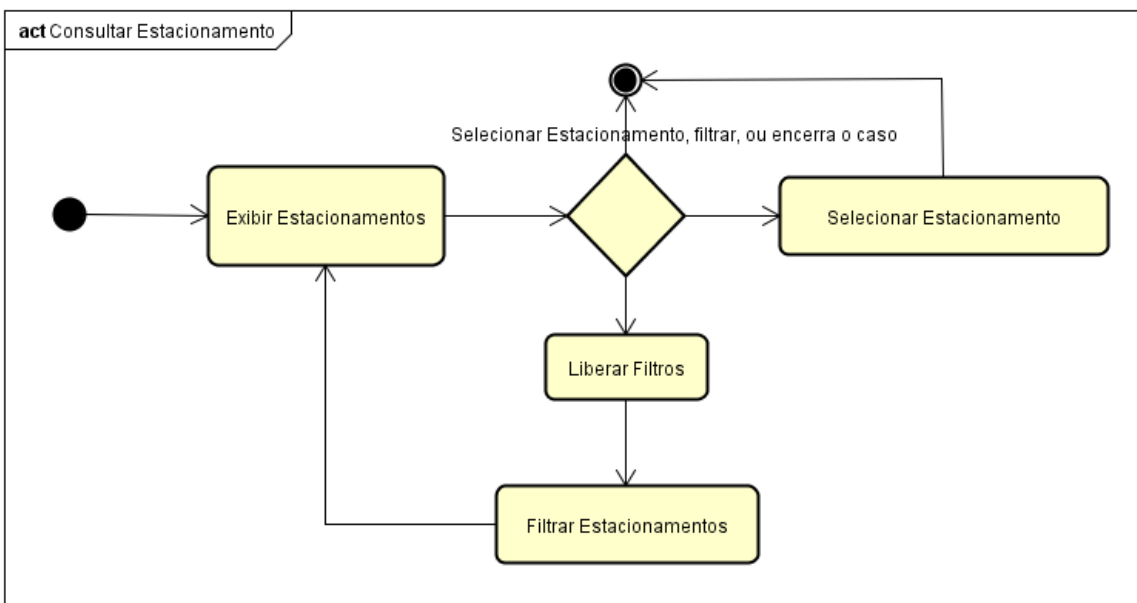 act Consultar Estacionamento
Selecionar Estacionamento, filtrar, ou encerra o caso
Exibir Estacionamentos
Selecionar Estacionamento
Liberar Filtros
Filtrar Estacionamentos